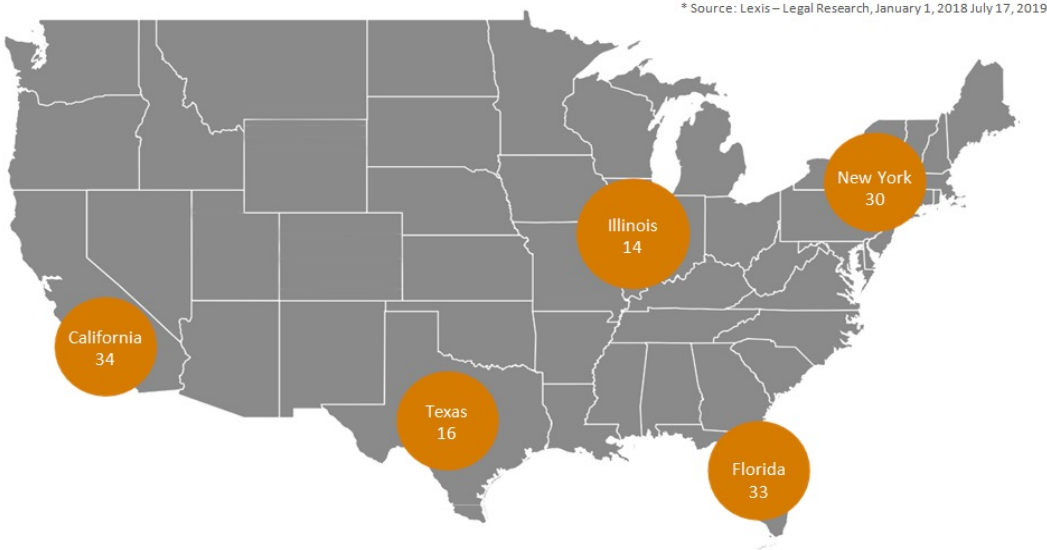 * Source: Lexis – Legal Research, January 1, 2018 July 17, 2019
New York
30
Illinois
14
California
34
Texas
16
Florida
33